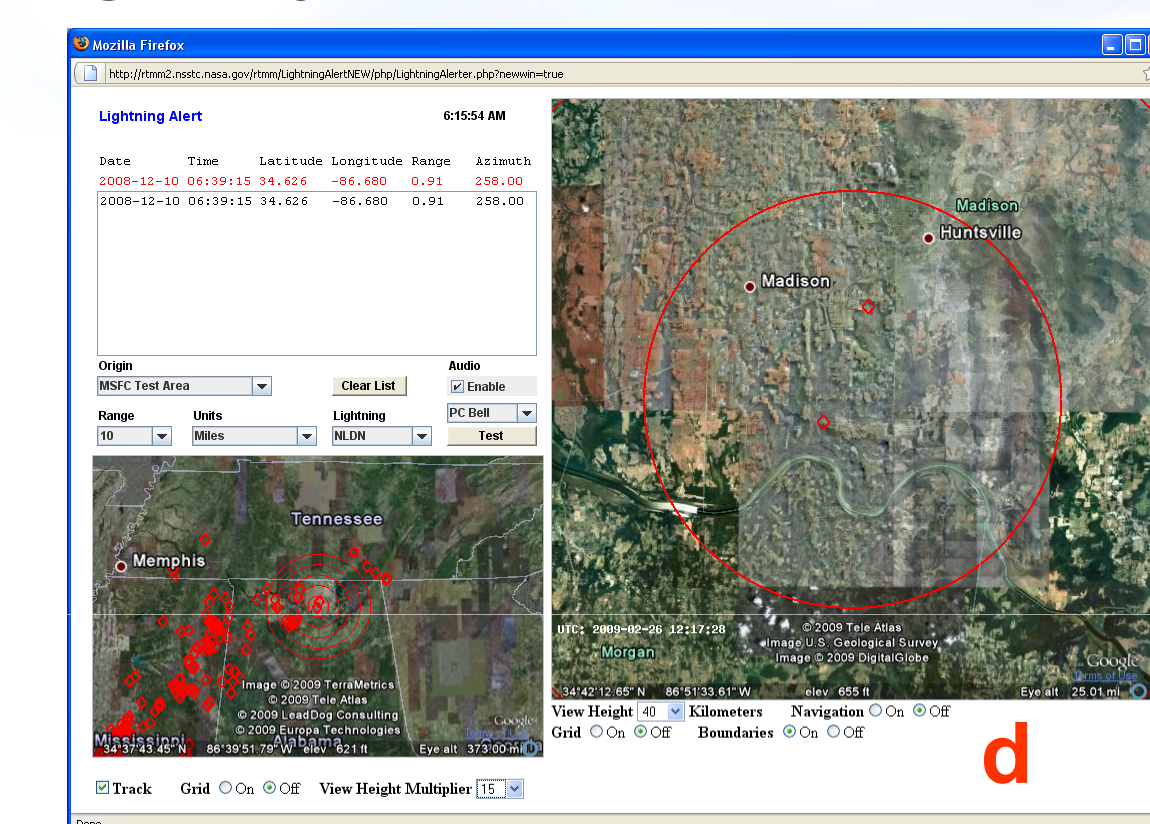 Mozilla Firefox
http://rtmm2.nsstc.nasa.gov/rtmm/LightningAlertNEW/php/LightningAlerter.php?newwin=true
Lightning Alert 6:15:54 AM
Date Time Latitude Longitude Range Azimuth
2008-12-10 06:39:15 34.626 -86.680 0.91 258.00
2008-12-10 06:39:15 34.626 -86.680 0.91 258.00
Origin Audio
MSFC Test Area Clear List Enable
Range Units Lightning PC Bell
10 Miles NLDN Test
Tennessee
Memphis
Image © 2009 TerraMetrics
© 2009 Tele Atlas
© 2009 LeadDog Consulting
© 2009 Europa Technologies
Google
Mississippi Alabama
Terms of Use
34°37'43.45" N 86°39'51.79" W elev 621 ft Eye alt 373.00 mi
Track Grid On Off View Height Multiplier 15
Madison
Huntsville
Madison
UTC: 2009-02-26 12:17:28
Morgan
© 2009 Tele Atlas
Image U.S. Geological Survey
Image © 2009 DigitalGlobe
Google
Terms of Use
34°42'12.65" N 86°51'33.61" W elev 655 ft Eye alt 25.01 mi
View Height 40 Kilometers Navigation On Off
Grid On Off Boundaries On Off
d